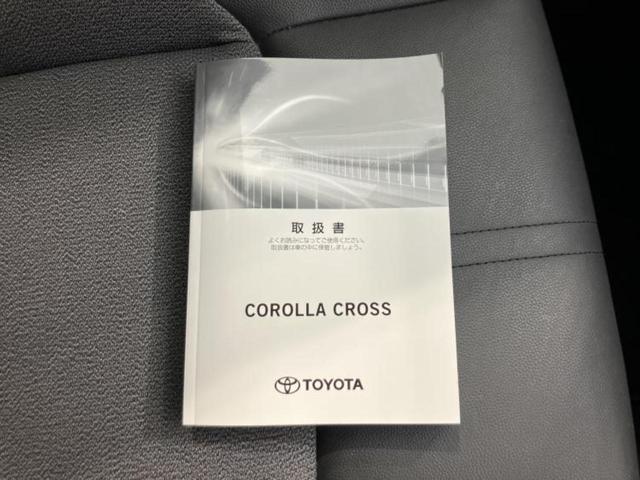 取扱書
よくお読みになってご使用ください。
取扱書は車の中に保管しましょう。
COROLLA CROSS
TOYOTA